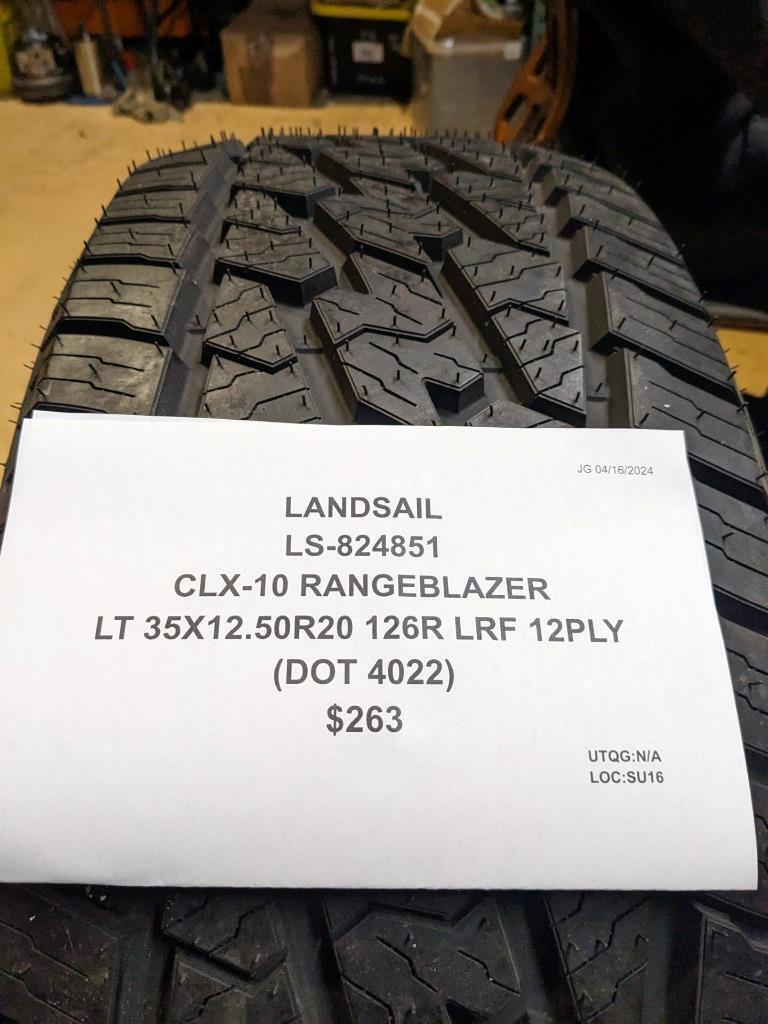 JG 04/16/2024
LANDSAIL
LS-824851
CLX-10 RANGEBLAZER
LT 35X12.50R20 126R LRF 12PLY
(DOT 4022)
$263
UTQG:N/A
LOC:SU16